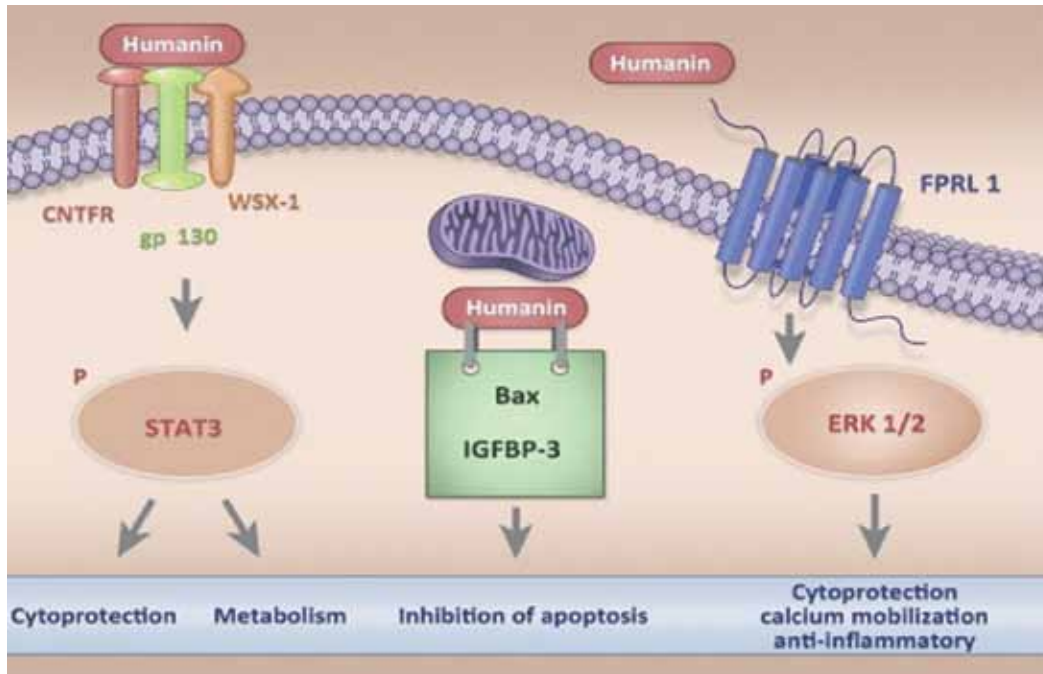 Humanin
Humanin
FPRL 1
CNTFR
WSX-1
gp 130
Humanin
P
STAT3
Bax
IGFBP-3
P
ERK 1/2
Cytoprotection
Metabolism
Inhibition of apoptosis
Cytoprotection
calcium mobilization
anti-inflammatory